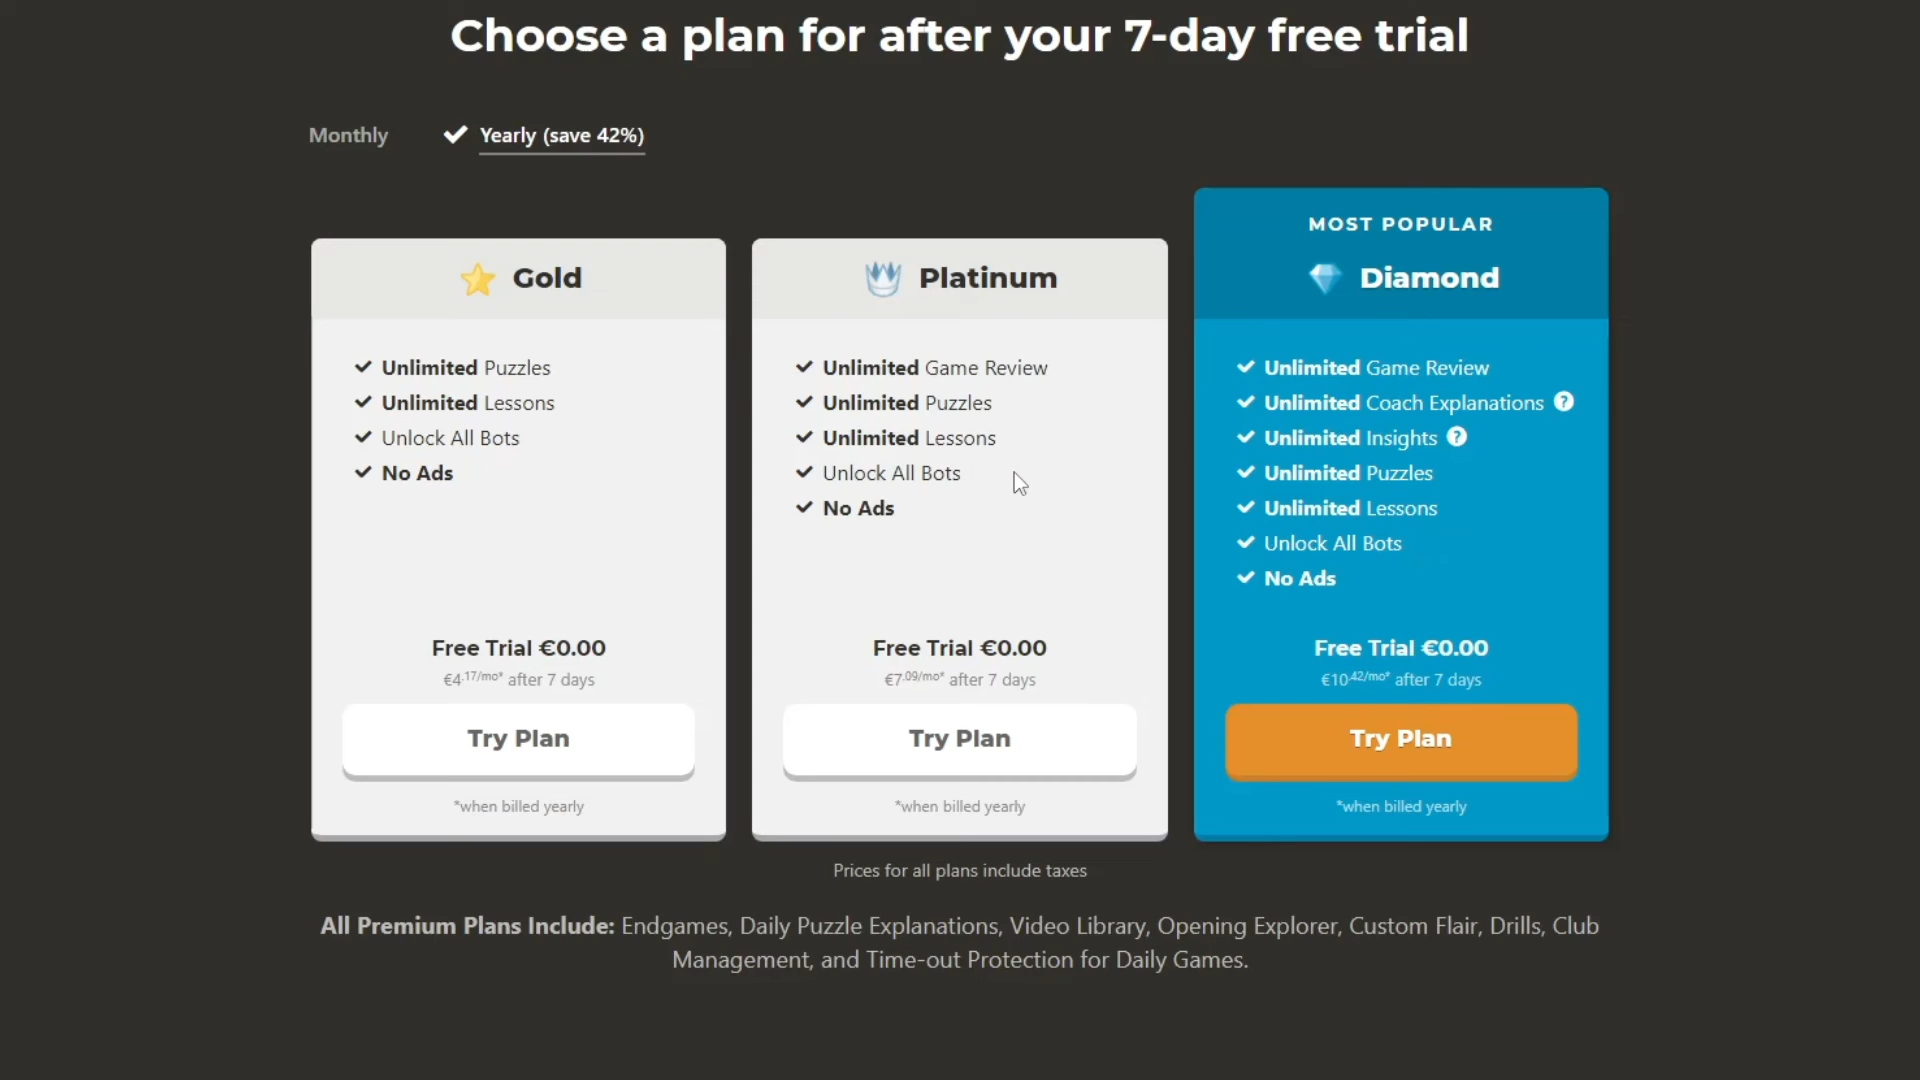 Choose a plan for after your 7-day free trial
Monthly
Yearly (save 42%)
Gold
Unlimited Puzzles
Unlimited Lessons
Unlock All Bots
No Ads
Free Trial €0.00
€4.17/mo* after 7 days
Try Plan
*when billed yearly
Platinum
Unlimited Game Review
Unlimited Puzzles
Unlimited Lessons
Unlock All Bots
No Ads
Free Trial €0.00
€7.09/mo* after 7 days
Try Plan
*when billed yearly
MOST POPULAR
Diamond
Unlimited Game Review
Unlimited Coach Explanations ?
Unlimited Insights ?
Unlimited Puzzles
Unlimited Lessons
Unlock All Bots
No Ads
Free Trial €0.00
€10.42/mo* after 7 days
Try Plan
*when billed yearly
Prices for all plans include taxes
All Premium Plans Include: Endgames, Daily Puzzle Explanations, Video Library, Opening Explorer, Custom Flair, Drills, Club
Management, and Time-out Protection for Daily Games.